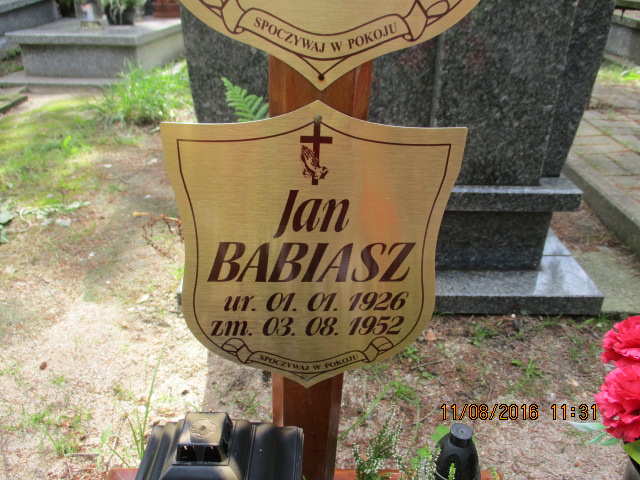 SPOCZYWAJ W POKOJU
Jan
BABIASZ
ur. 01. 01. 1926
zm. 03. 08. 1952
SPOCZYWAJ W POKOJU
11/08/2016 11:31